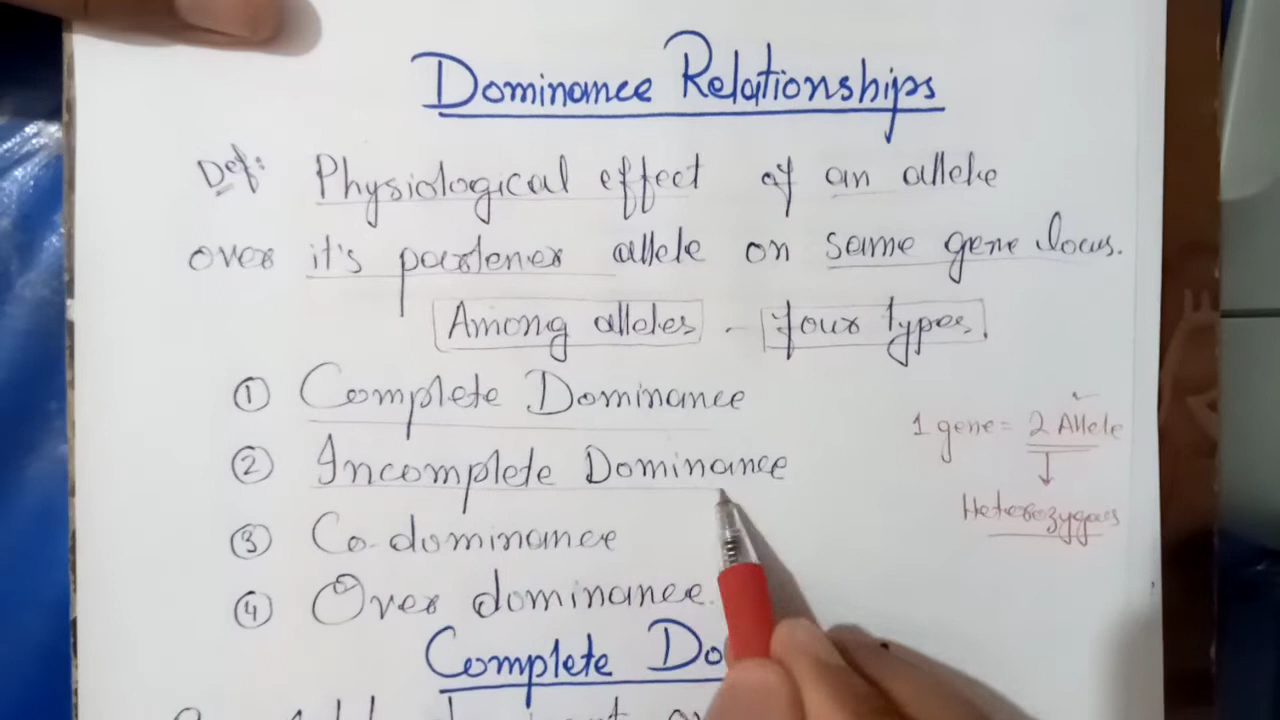 Dominance Relationships
Def: Physiological effect of an allele
over it's partener allele on same gene locus.
Among alleles - four types.
① Complete Dominance
② Incomplete Dominance
1 gene = 2 Allele
Heterozygous
③ Co-dominance
④ Over dominance.
Complete Do